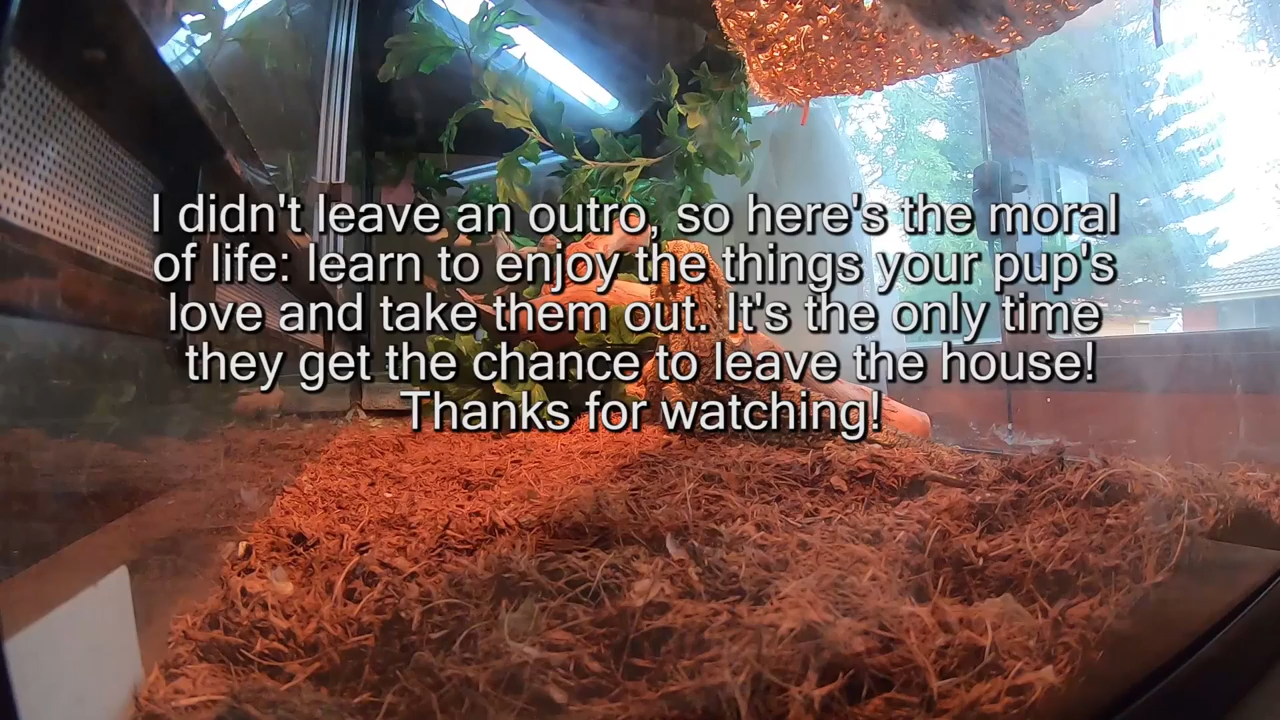 I didn't leave an outro, so here's the moral
of life: learn to enjoy the things your pup's
love and take them out. It's the only time
they get the chance to leave the house!
Thanks for watching!